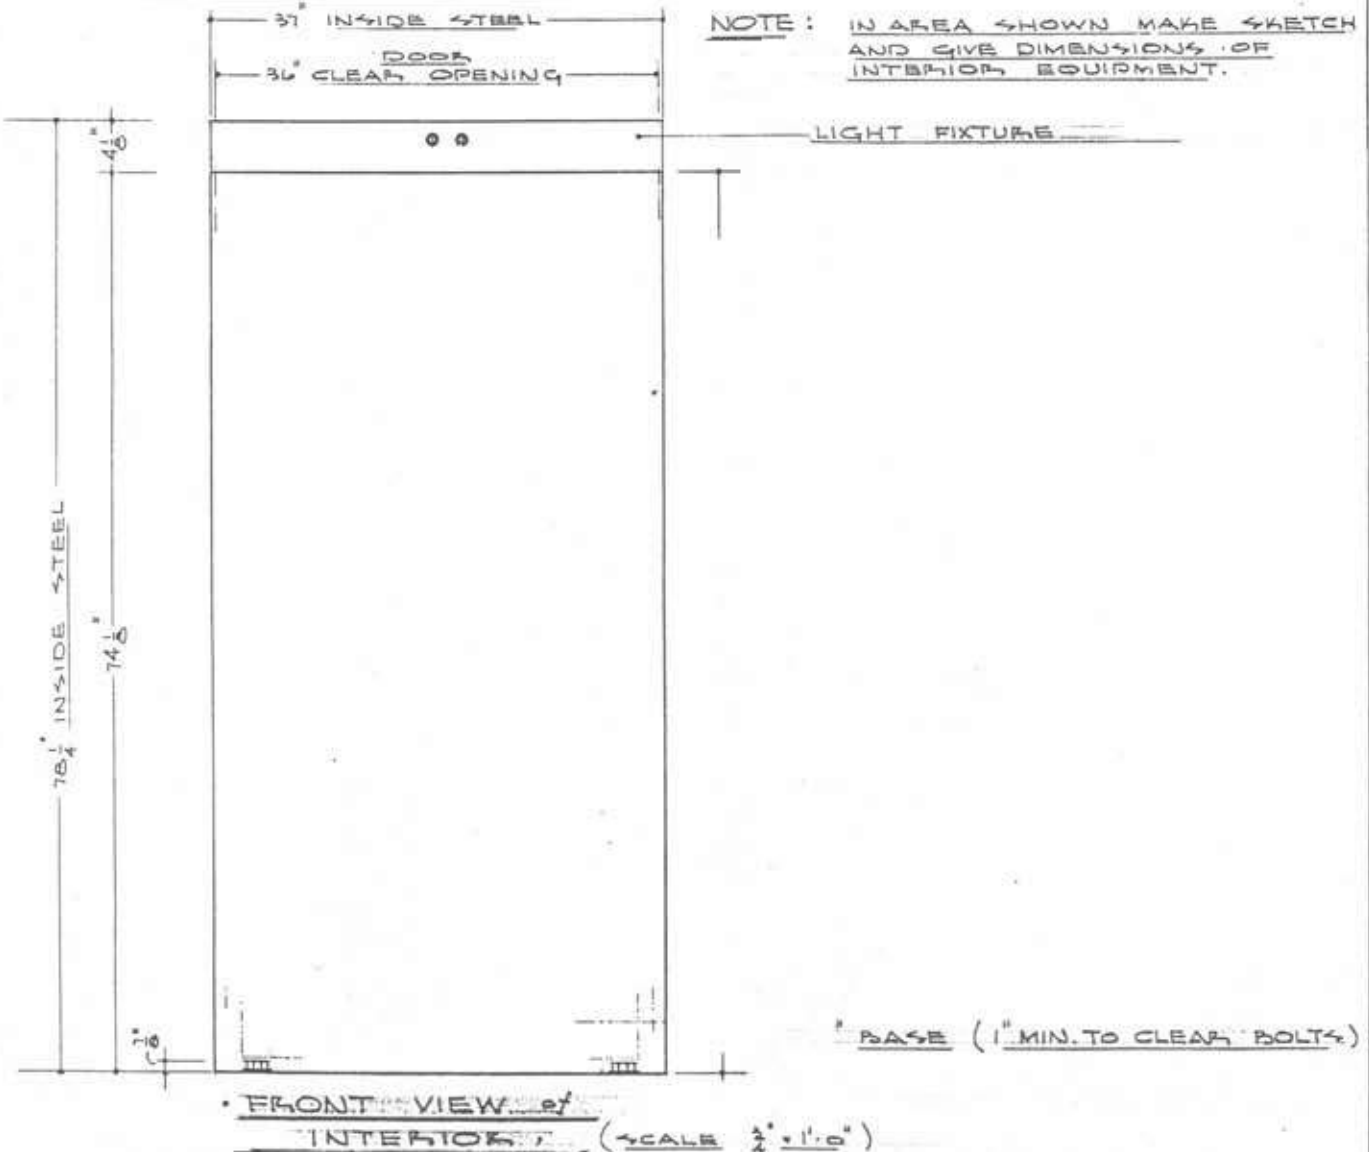 37" INSIDE STEEL
DOOR
36" CLEAR OPENING
NOTE: IN AREA SHOWN MAKE SKETCH
AND GIVE DIMENSIONS OF
INTERIOR EQUIPMENT.
LIGHT FIXTURE
4 1/8"
78 1/4" INSIDE STEEL
74 1/8"
7/8"
" BASE (1" MIN. TO CLEAR BOLTS)
FRONT VIEW of
INTERIOR. (SCALE 3/4" = 1'-0")